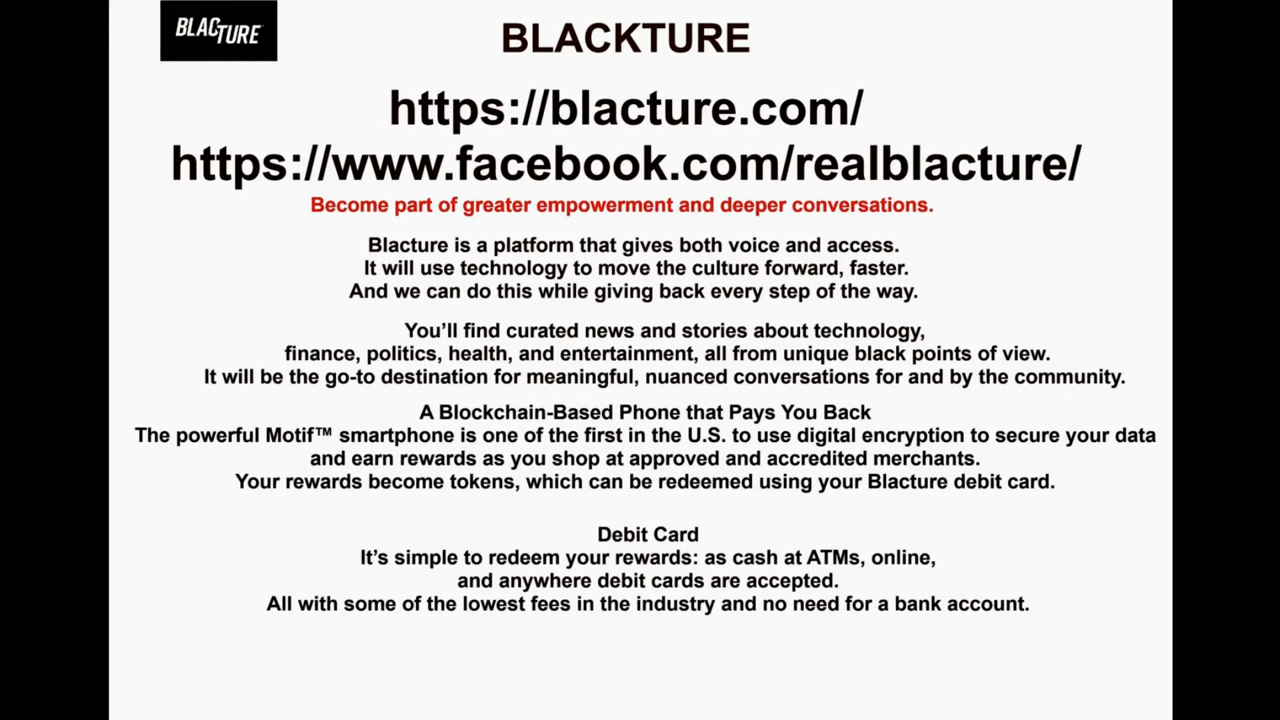 BLACTURE
BLACKTURE
https://blacture.com/
https://www.facebook.com/realblacture/
Become part of greater empowerment and deeper conversations.
Blacture is a platform that gives both voice and access.
It will use technology to move the culture forward, faster.
And we can do this while giving back every step of the way.
You’ll find curated news and stories about technology,
finance, politics, health, and entertainment, all from unique black points of view.
It will be the go-to destination for meaningful, nuanced conversations for and by the community.
A Blockchain-Based Phone that Pays You Back
The powerful Motif™ smartphone is one of the first in the U.S. to use digital encryption to secure your data
and earn rewards as you shop at approved and accredited merchants.
Your rewards become tokens, which can be redeemed using your Blacture debit card.
Debit Card
It’s simple to redeem your rewards: as cash at ATMs, online,
and anywhere debit cards are accepted.
All with some of the lowest fees in the industry and no need for a bank account.